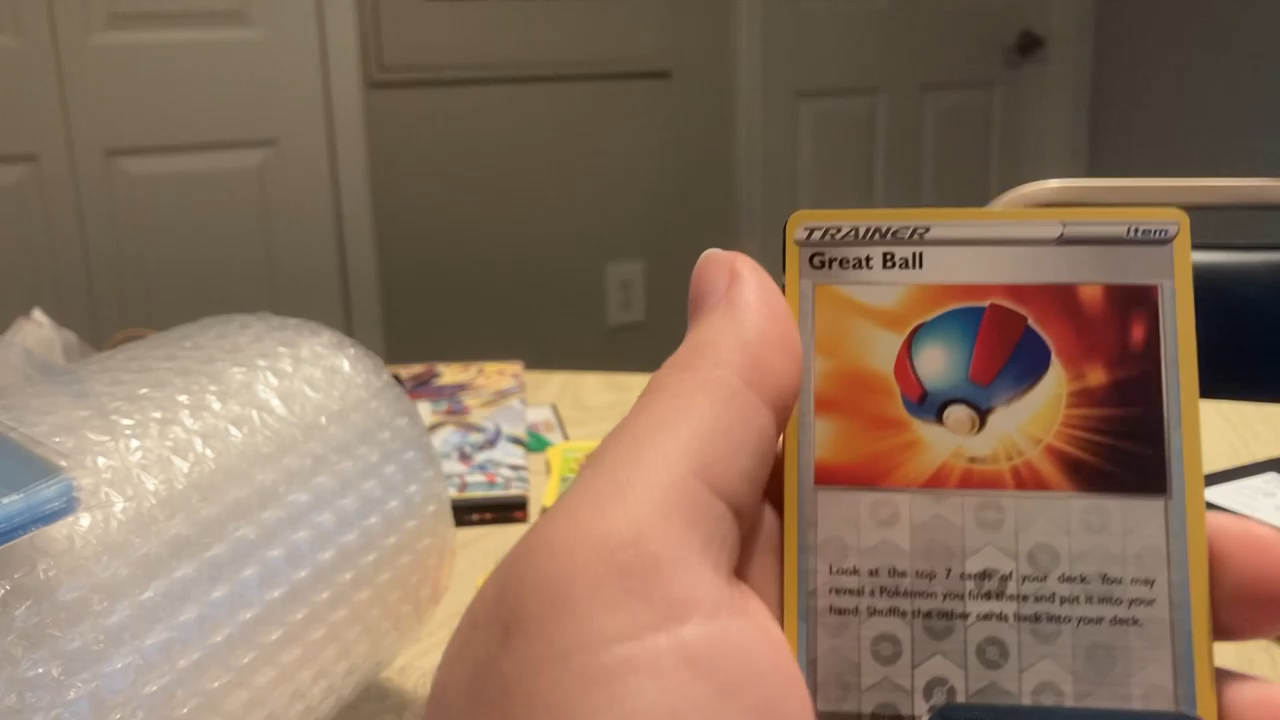 TRAINER Item
Great Ball
Look at the top 7 cards of your deck. You may
reveal a Pokémon you find there and put it into your
hand. Shuffle the other cards back into your deck.